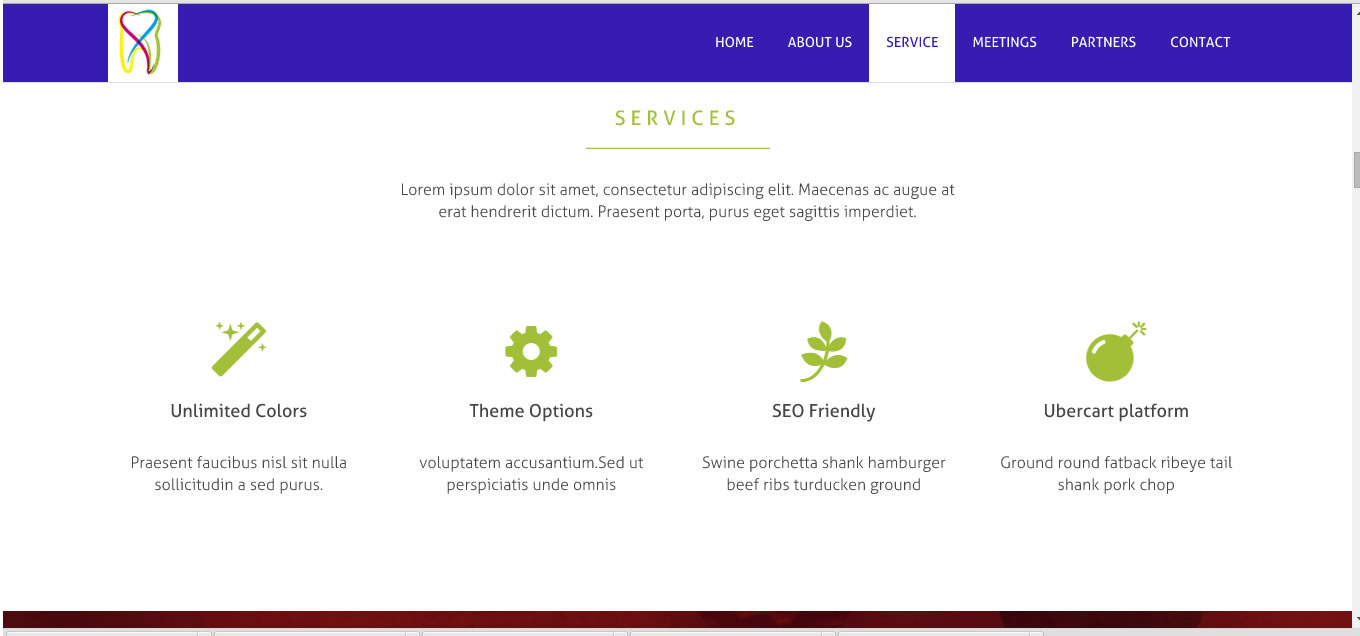 HOME ABOUT US SERVICE MEETINGS PARTNERS CONTACT
SERVICES
Lorem ipsum dolor sit amet, consectetur adipiscing elit. Maecenas ac augue at
erat hendrerit dictum. Praesent porta, purus eget sagittis imperdiet.
Unlimited Colors
Praesent faucibus nisl sit nulla
sollicitudin a sed purus.
Theme Options
voluptatem accusantium.Sed ut
perspiciatis unde omnis
SEO Friendly
Swine porchetta shank hamburger
beef ribs turducken ground
Ubercart platform
Ground round fatback ribeye tail
shank pork chop